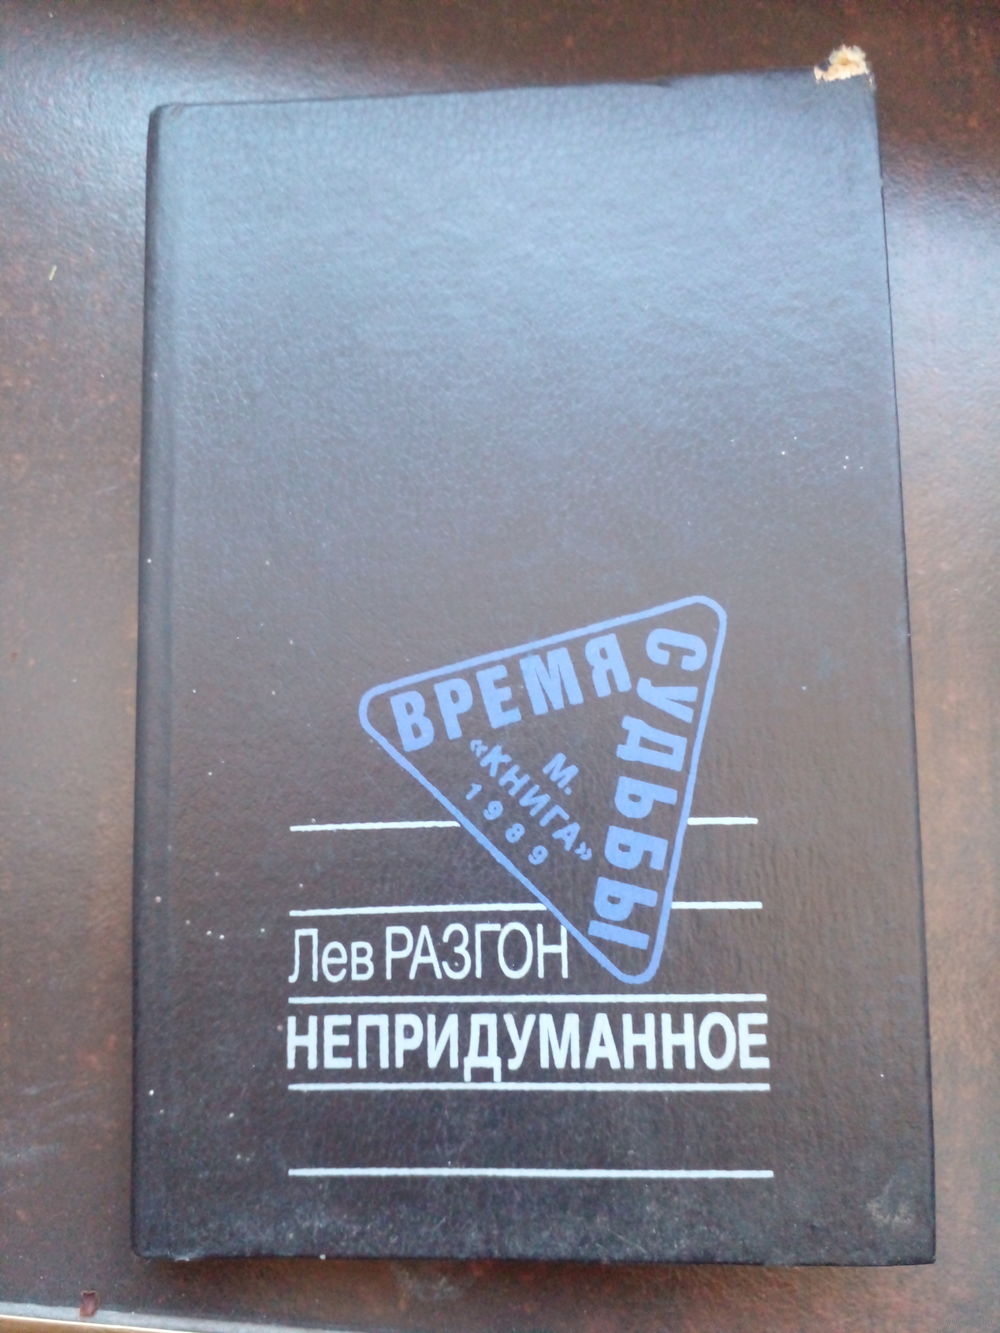 ВРЕМЯ
СУДЬБЫ
М.
«КНИГА»
1989
Лев РАЗГОН
НЕПРИДУМАННОЕ